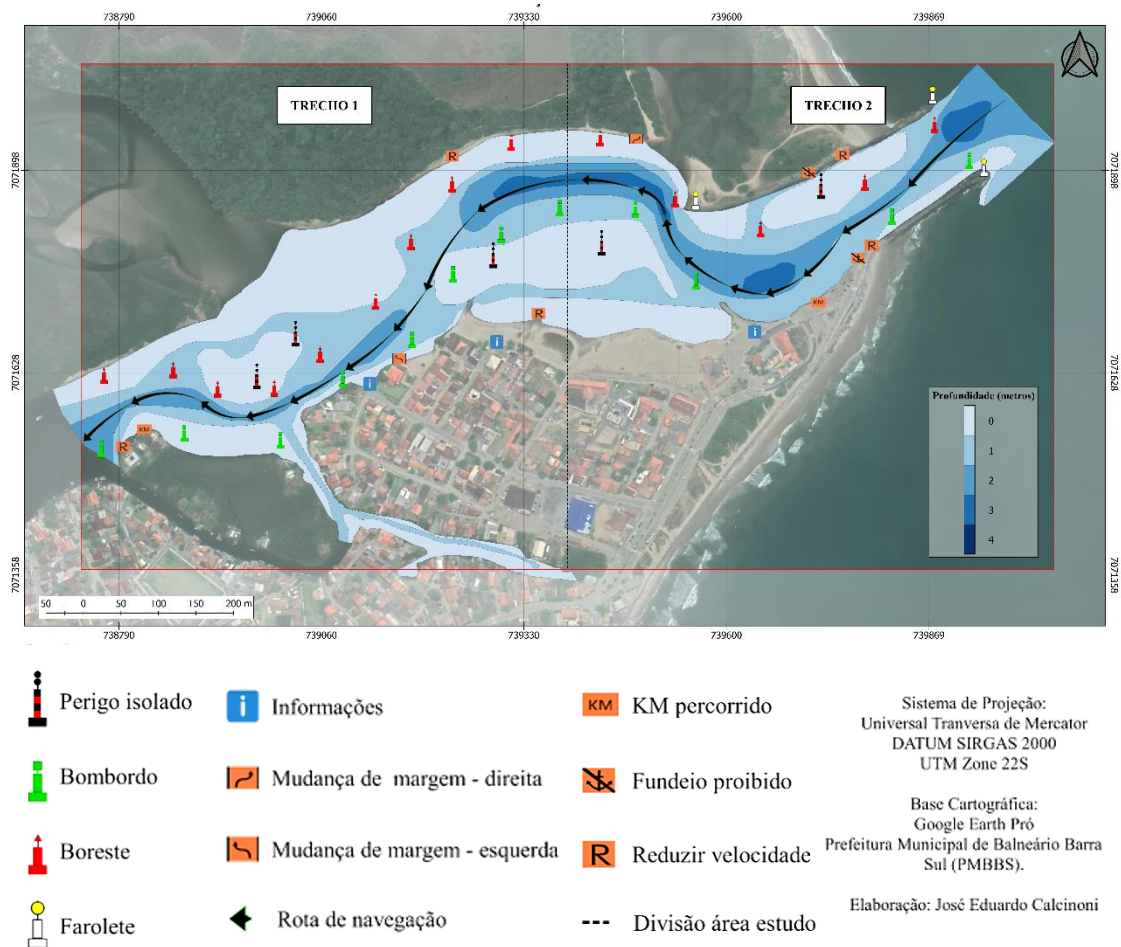 738790 739060 739330 739600 739869
TRECHO 1
TRECHO 2
7071898
7071898
R
R
R
KM
R
i
i
i
7071628
7071628
KM
R
Profundidade (metros)
0
1
2
3
4
7071358
7071358
50 0 50 100 150 200 m
738790 739060 739330 739600 739869
Perigo isolado
Bombordo
Boreste
Farolete
i Informações
Mudança de margem - direita
Mudança de margem - esquerda
Rota de navegação
KM KM percorrido
Fundeio proibido
R Reduzir velocidade
Divisão área estudo
Sistema de Projeção:
Universal Tranversa de Mercator
DATUM SIRGAS 2000
UTM Zone 22S
Base Cartográfica:
Google Earth Pró
Prefeitura Municipal de Balneário Barra
Sul (PMBBS).
Elaboração: José Eduardo Calcinoni